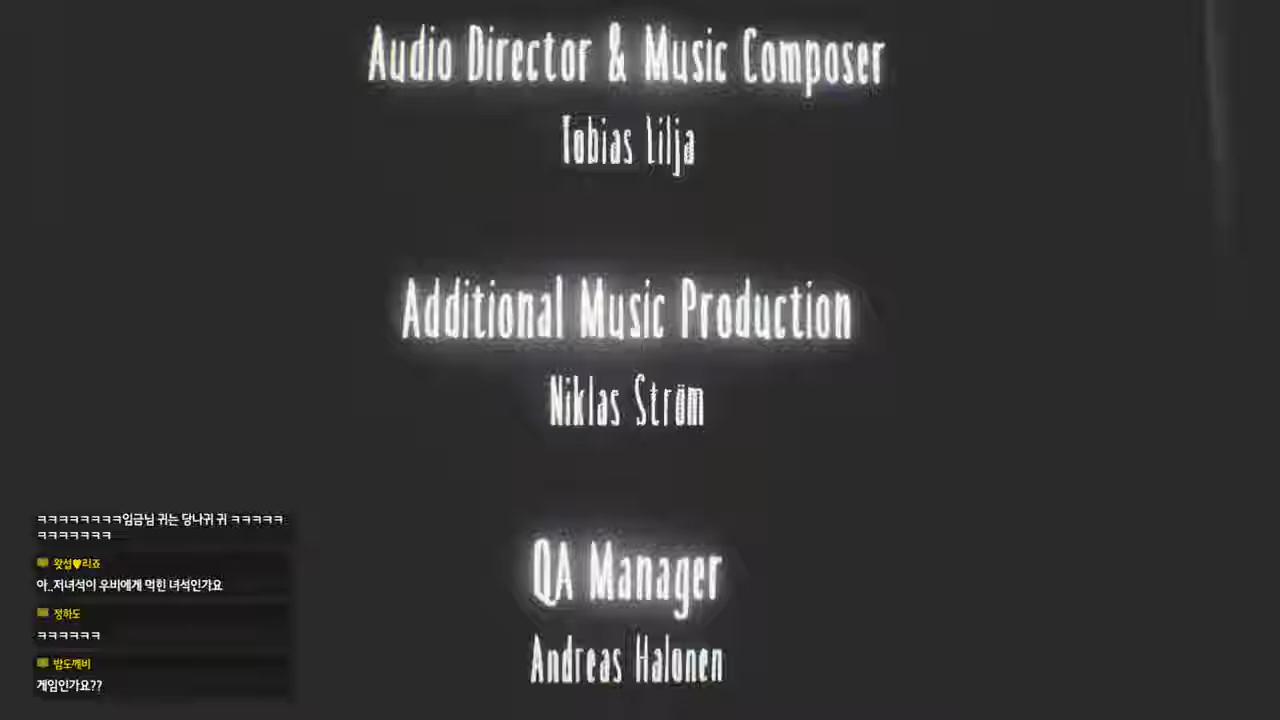 Audio Director & Music Composer
Tobias Lilja
Additional Music Production
Niklas Ström
QA Manager
Andreas Halonen
ㅋㅋㅋㅋㅋㅋㅋㅋ임금님 귀는 당나귀 귀 ㅋㅋㅋㅋㅋ
ㅋㅋㅋㅋㅋㅋㅋ
왓섭♥리죠
아..저녀석이 우비에게 먹힌 녀석인가요
정하도
ㅋㅋㅋㅋㅋㅋ
밤도깨비
게임인가요??